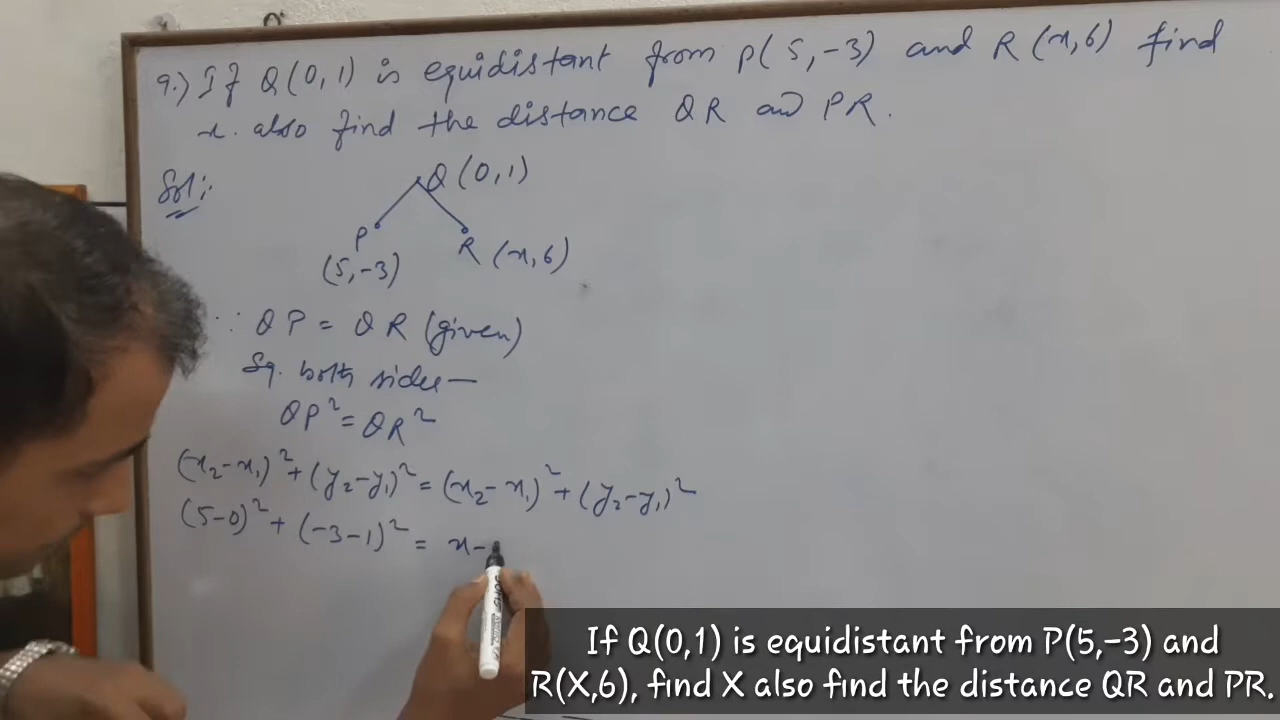 9.) If Q(0,1) is equidistant from P(5,-3) and R(x,6) find
x. also find the distance QR and PR.
Sol:
Q(0,1)
P
R (x,6)
(5,-3)
∵ QP = QR (given)
Sq. both sides—
QP² = QR²
(x₂-x₁)² + (y₂-y₁)² = (x₂-x₁)² + (y₂-y₁)²
(5-0)² + (-3-1)² = x-
If Q(0,1) is equidistant from P(5,-3) and
R(X,6), find X also find the distance QR and PR.